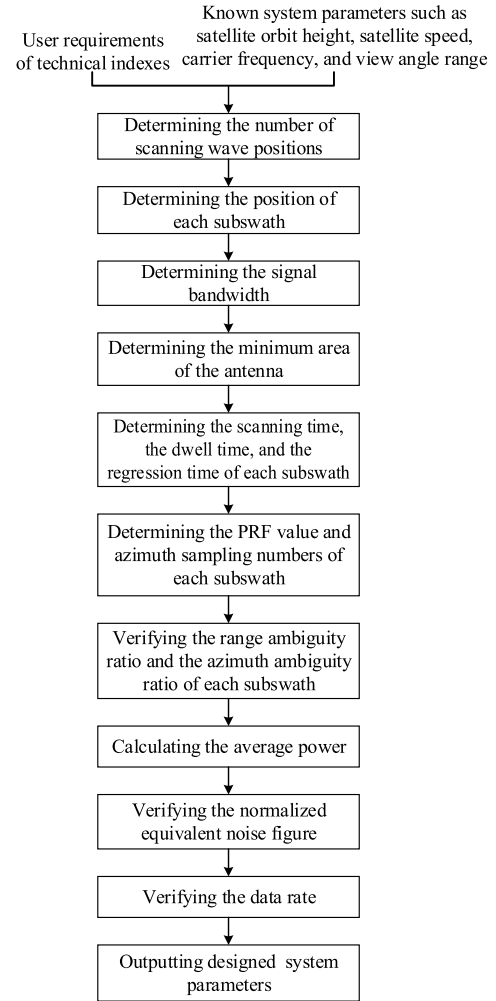 User requirements
of technical indexes
Known system parameters such as
satellite orbit height, satellite speed,
carrier frequency, and view angle range
Determining the number of
scanning wave positions
Determining the position of
each subswath
Determining the signal
bandwidth
Determining the minimum area
of the antenna
Determining the scanning time,
the dwell time, and the
regression time of each subswath
Determining the PRF value and
azimuth sampling numbers of
each subswath
Verifying the range ambiguity
ratio and the azimuth ambiguity
ratio of each subswath
Calculating the average power
Verifying the normalized
equivalent noise figure
Verifying the data rate
Outputting designed system
parameters